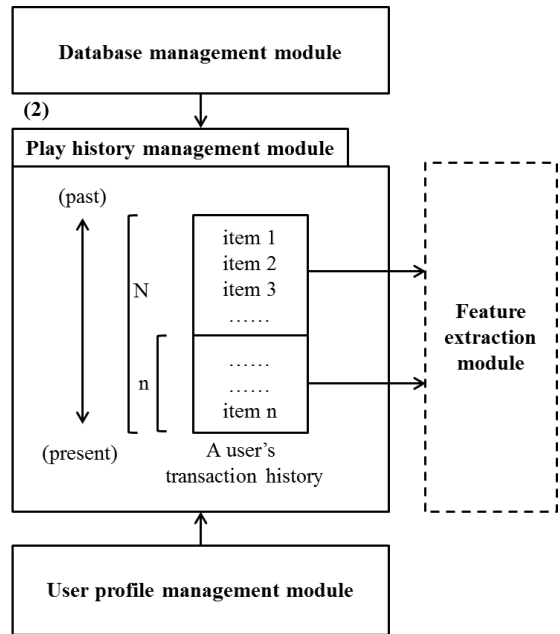 Database management module
(2)
Play history management module
(past)
N
n
(present)
item 1
item 2
item 3
……
……
……
item n
A user's
transaction history
Feature
extraction
module
User profile management module